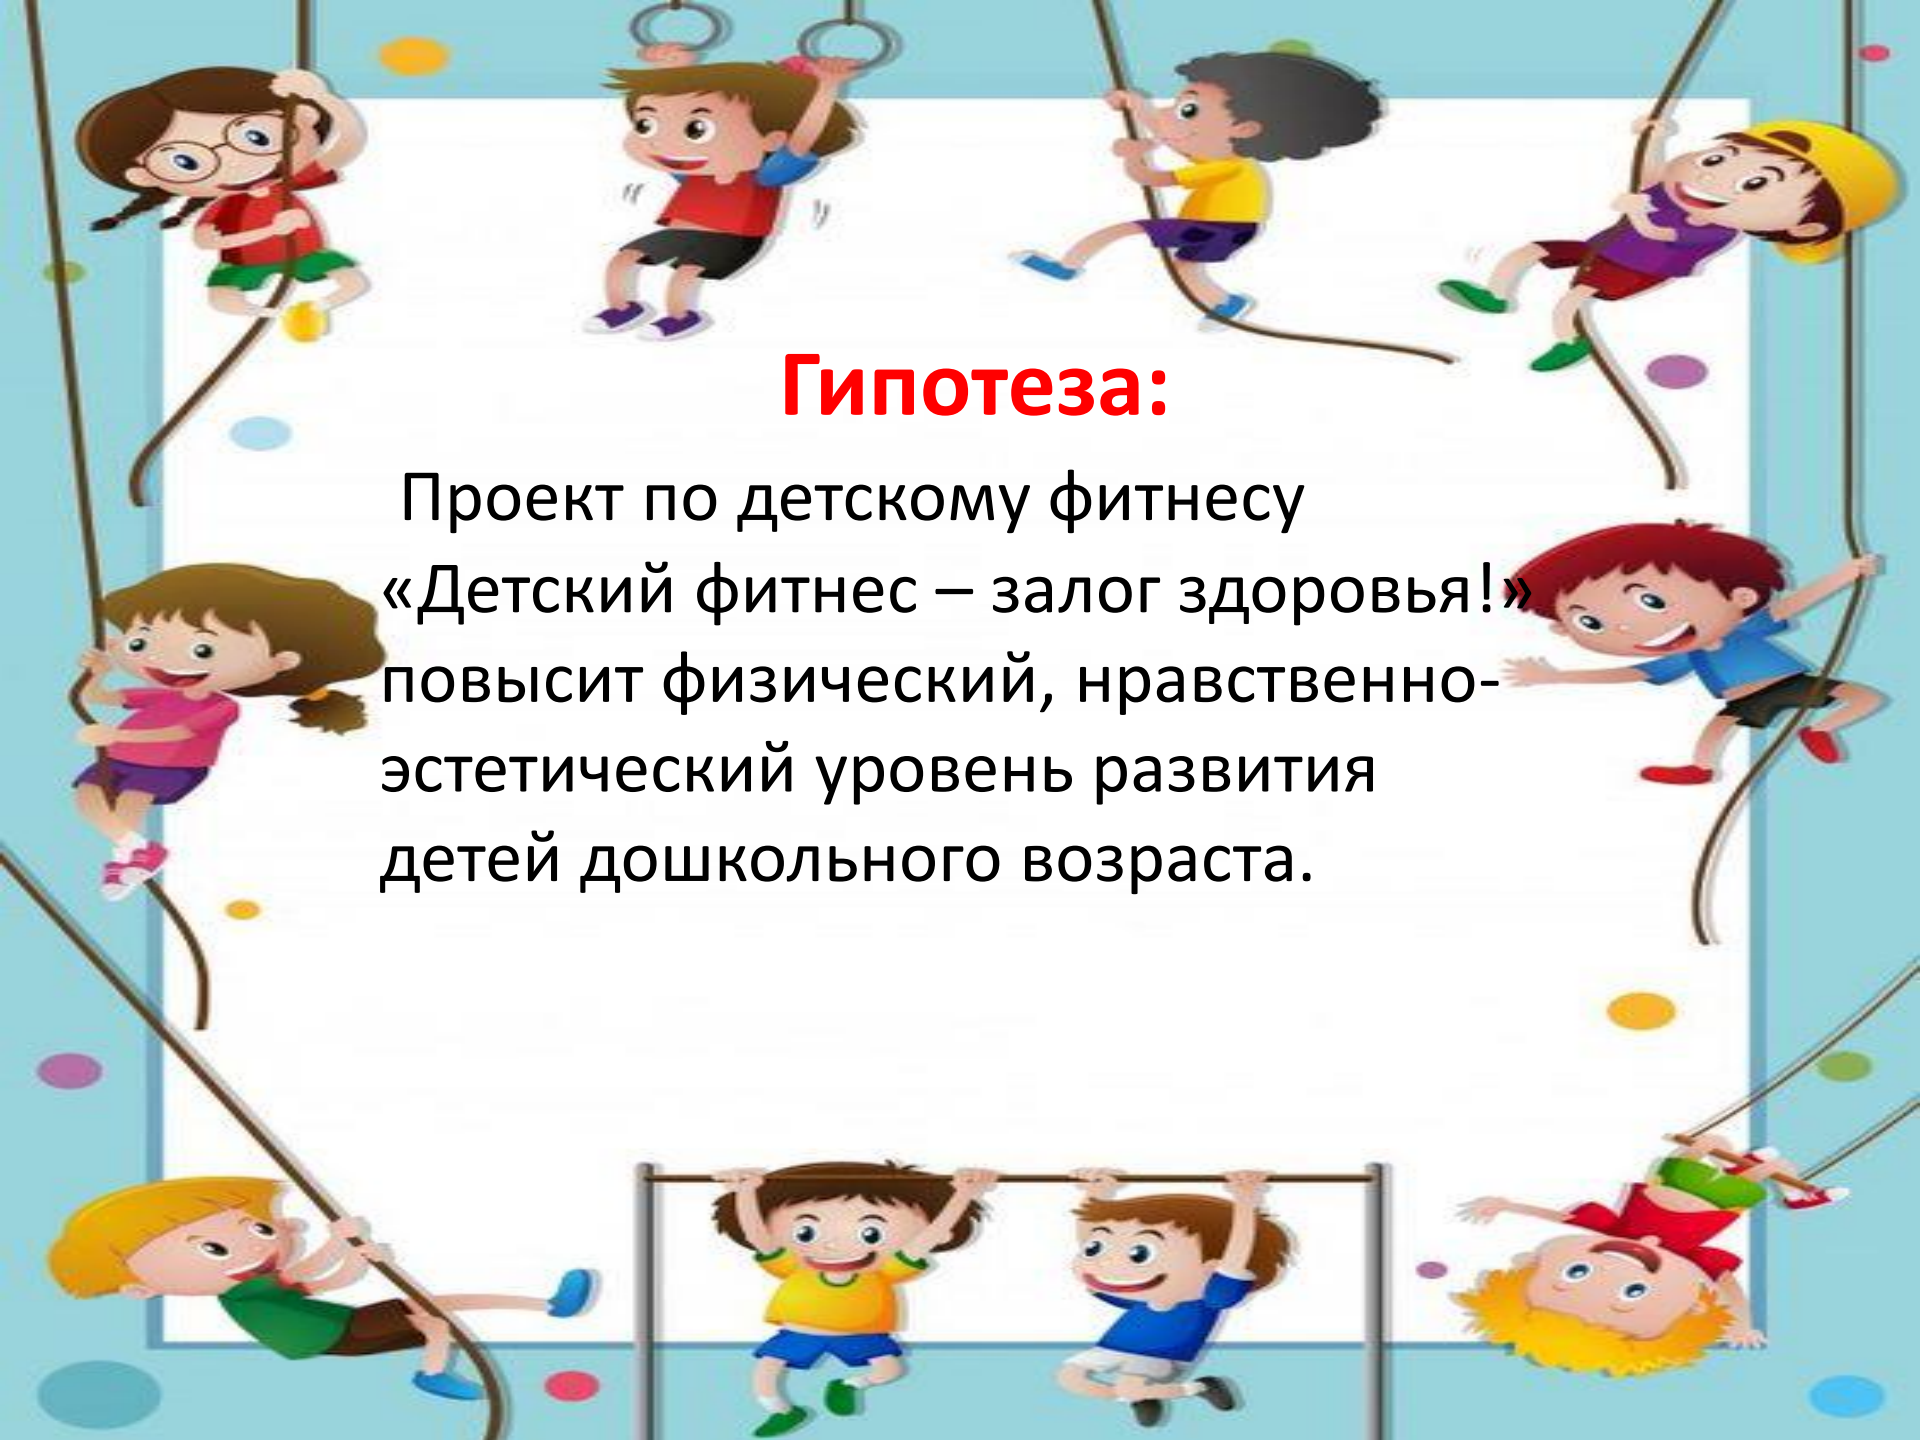 Гипотеза:
Проект по детскому фитнесу
«Детский фитнес – залог здоровья!»
повысит физический, нравственно-
эстетический уровень развития
детей дошкольного возраста.